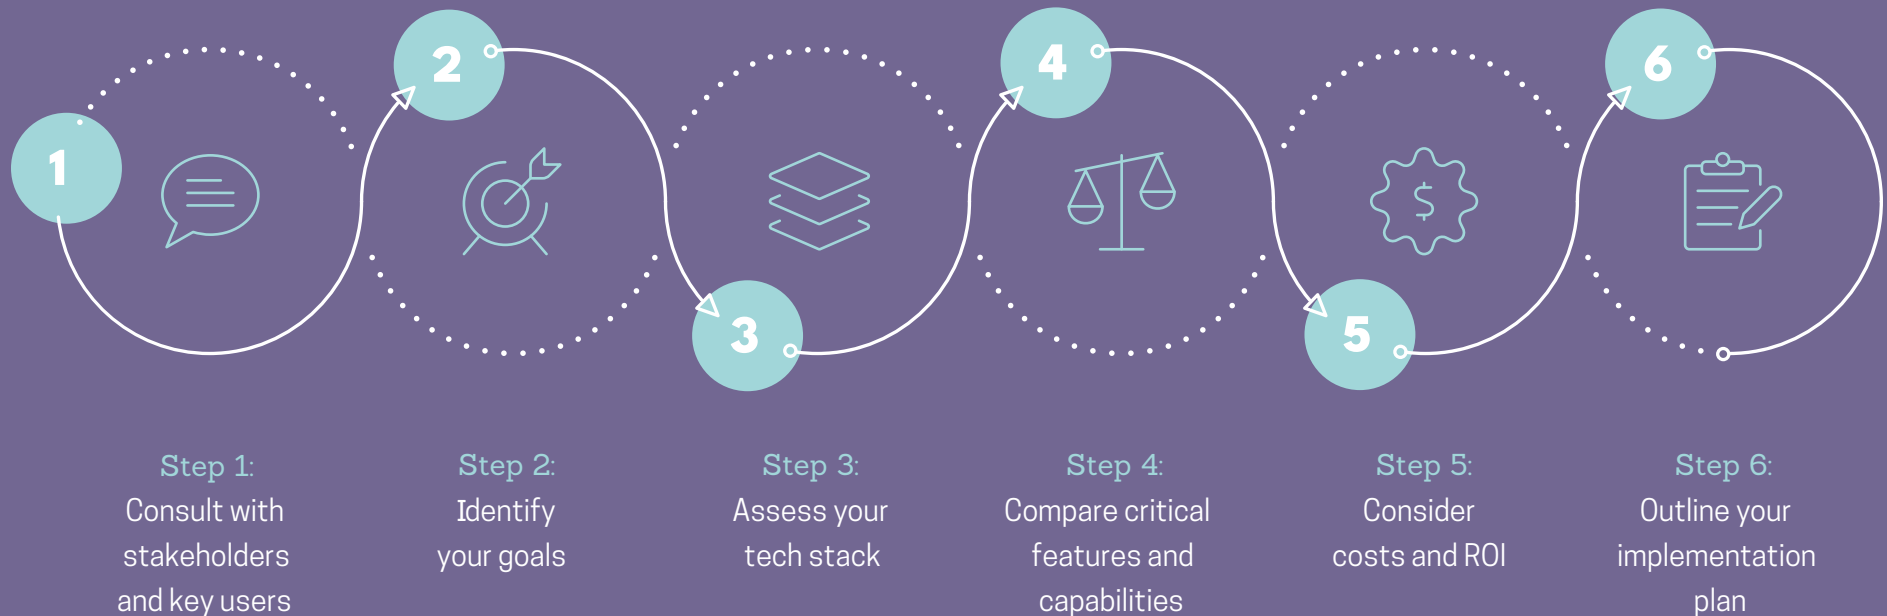 1
2
3
4
5
6
$
Step 1:
Consult with
stakeholders
and key users
Step 2:
Identify
your goals
Step 3:
Assess your
tech stack
Step 4:
Compare critical
features and
capabilities
Step 5:
Consider
costs and ROI
Step 6:
Outline your
implementation
plan